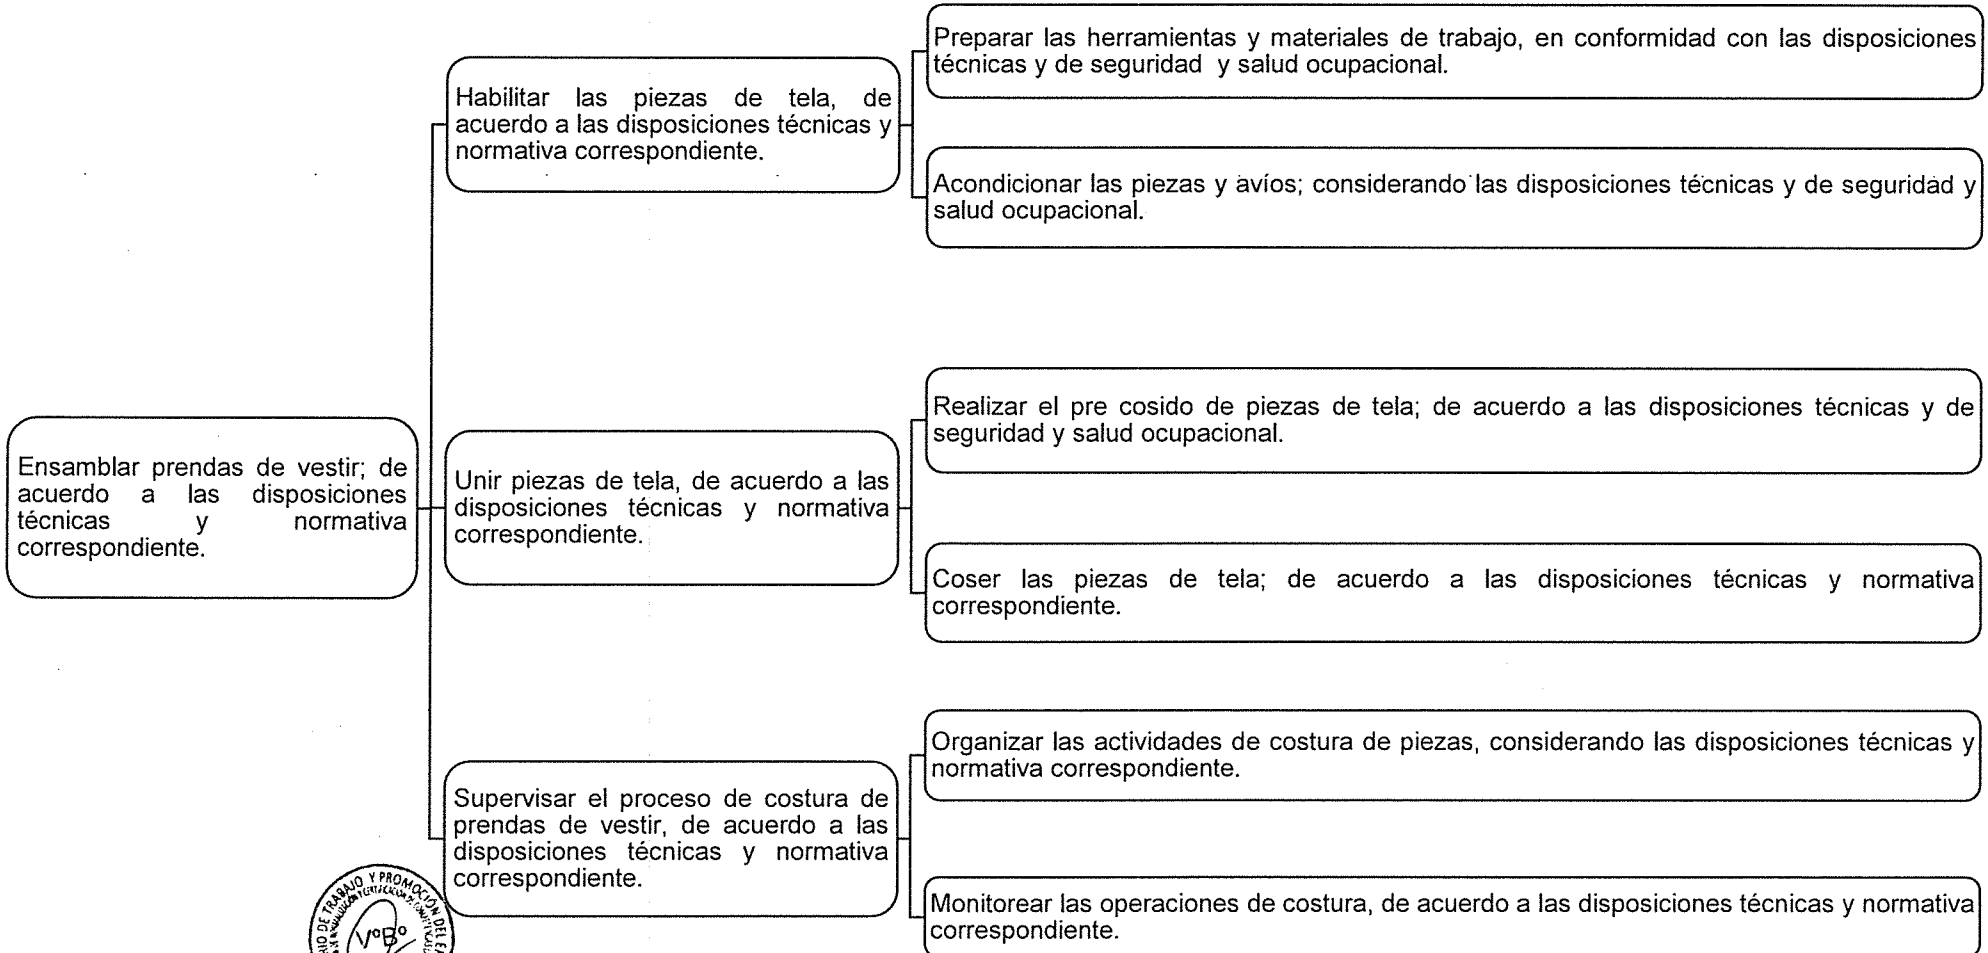 Preparar las herramientas y materiales de trabajo, en conformidad con las disposiciones
técnicas y de seguridad y salud ocupacional.
Habilitar las piezas de tela, de
acuerdo a las disposiciones técnicas y
normativa correspondiente.
Acondicionar las piezas y avíos; considerando las disposiciones técnicas y de seguridad y
salud ocupacional.
Realizar el pre cosido de piezas de tela; de acuerdo a las disposiciones técnicas y de
seguridad y salud ocupacional.
Ensamblar prendas de vestir; de
acuerdo a las disposiciones
técnicas y normativa
correspondiente.
Unir piezas de tela, de acuerdo a las
disposiciones técnicas y normativa
correspondiente.
Coser las piezas de tela; de acuerdo a las disposiciones técnicas y normativa
correspondiente.
Organizar las actividades de costura de piezas, considerando las disposiciones técnicas y
normativa correspondiente.
Supervisar el proceso de costura de
prendas de vestir, de acuerdo a las
disposiciones técnicas y normativa
correspondiente.
Monitorear las operaciones de costura, de acuerdo a las disposiciones técnicas y normativa
correspondiente.
DE TRABAJO Y PROMOCIÓN DEL
VºBº